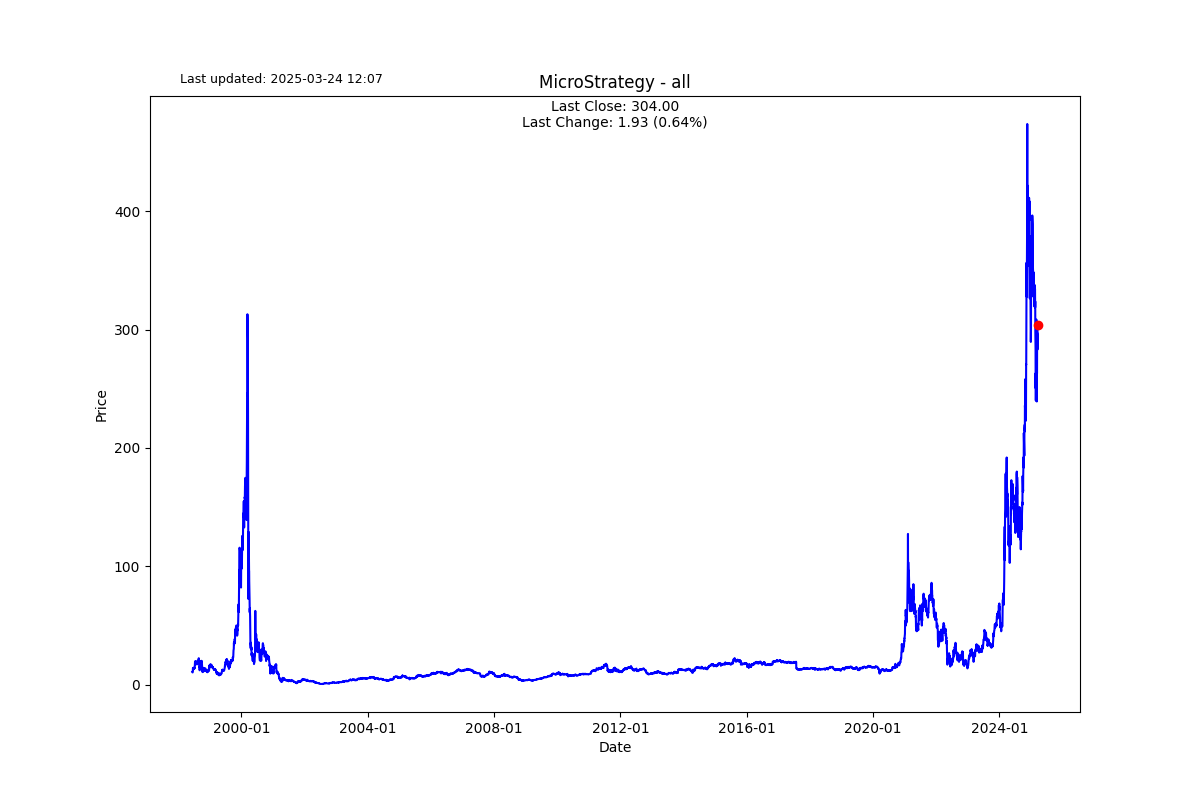 Last updated: 2025-03-24 12:07
MicroStrategy - all
Last Close: 304.00
Last Change: 1.93 (0.64%)
400
300
200
100
0
Price
2000-01 2004-01 2008-01 2012-01 2016-01 2020-01 2024-01
Date